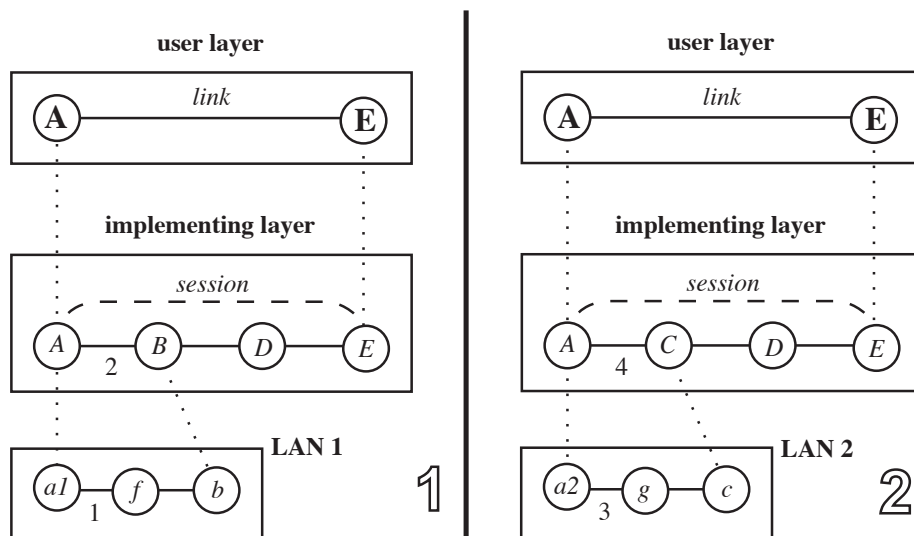 user layer
link
A
E
implementing layer
session
A
B
D
E
2
LAN 1
a1
f
b
1
1
user layer
link
A
E
implementing layer
session
A
C
D
E
4
LAN 2
a2
g
c
3
2